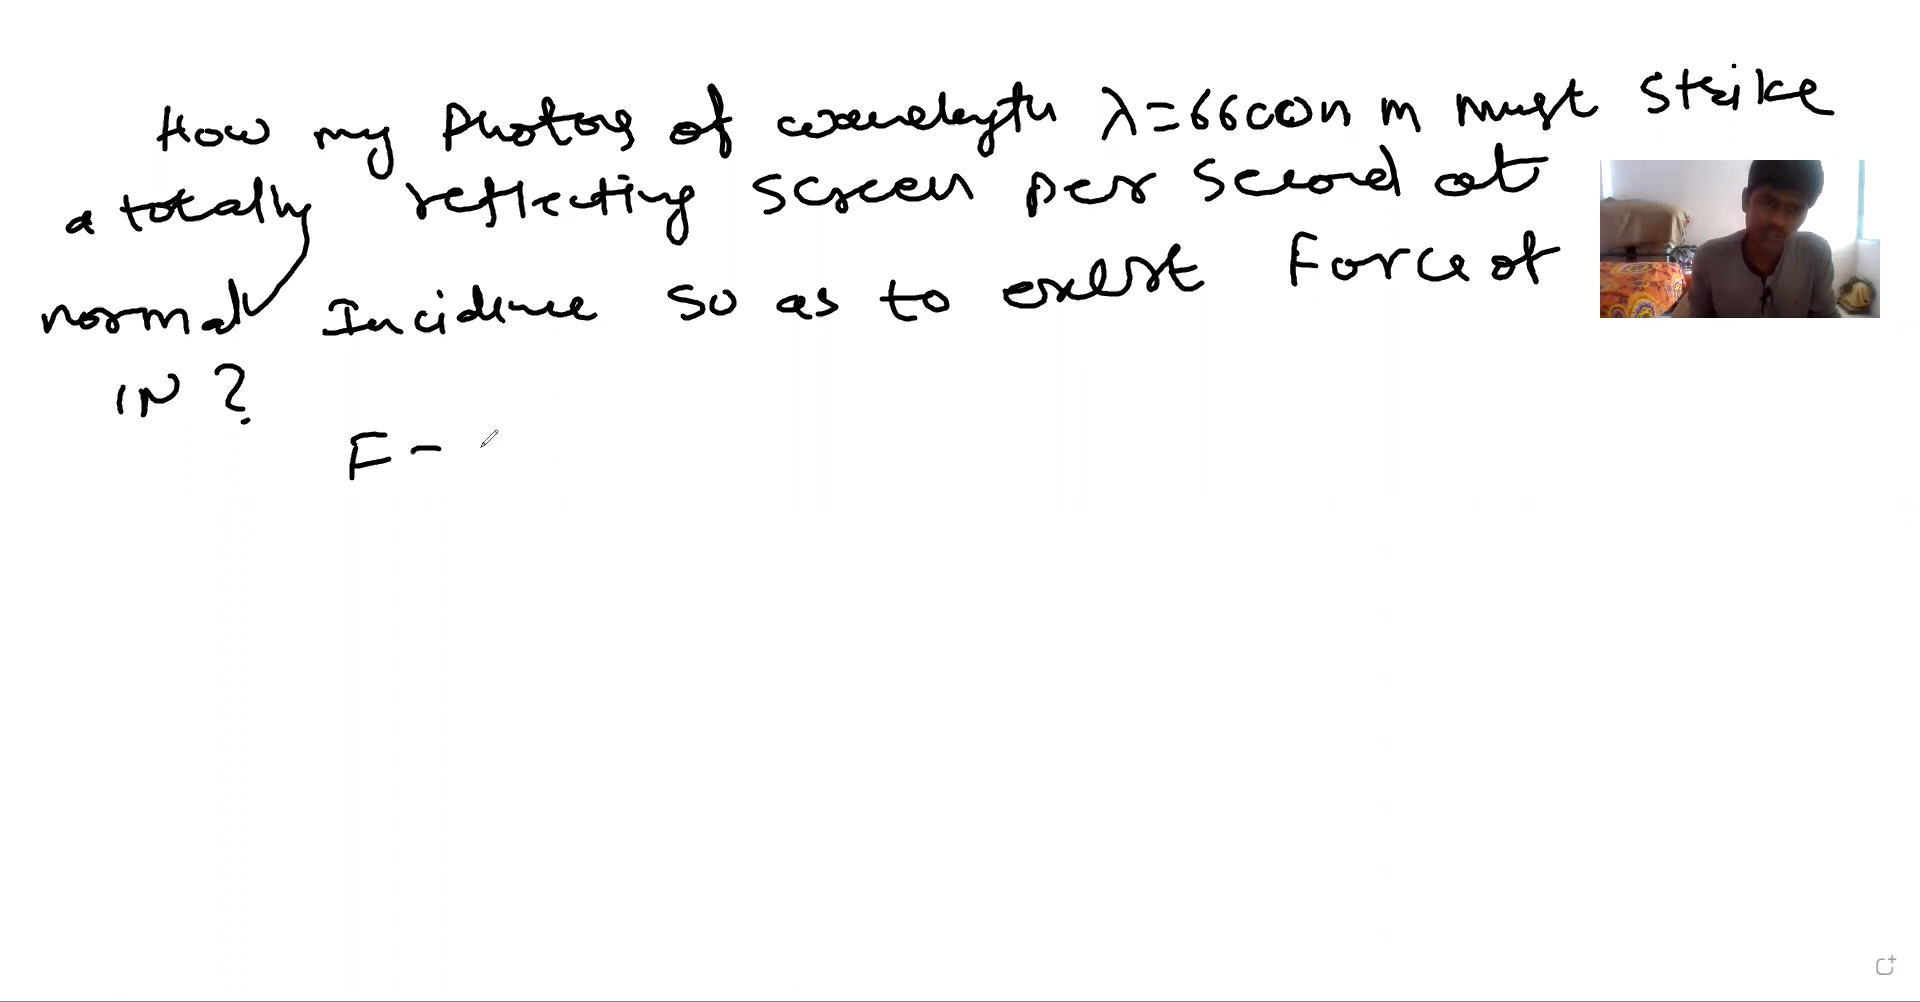 How my Photons of wavelength λ=6600n m must strike
a totally reflecting screen per second at
normal Incidence so as to exert Force of
1N ?
F -